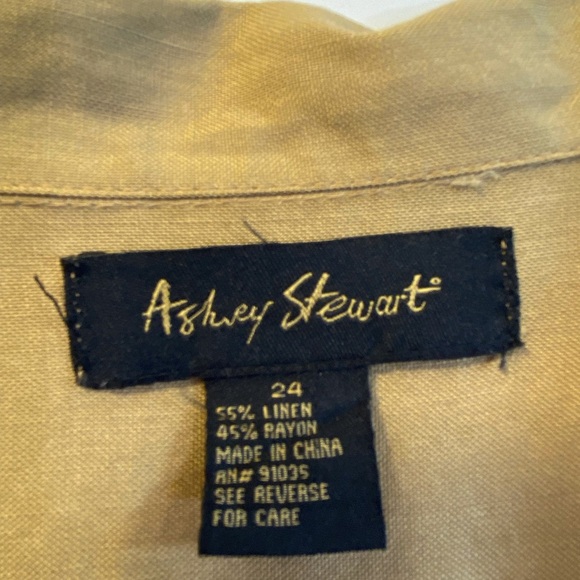 Ashley Stewart
24
55% LINEN
45% RAYON
MADE IN CHINA
RN# 91035
SEE REVERSE
FOR CARE